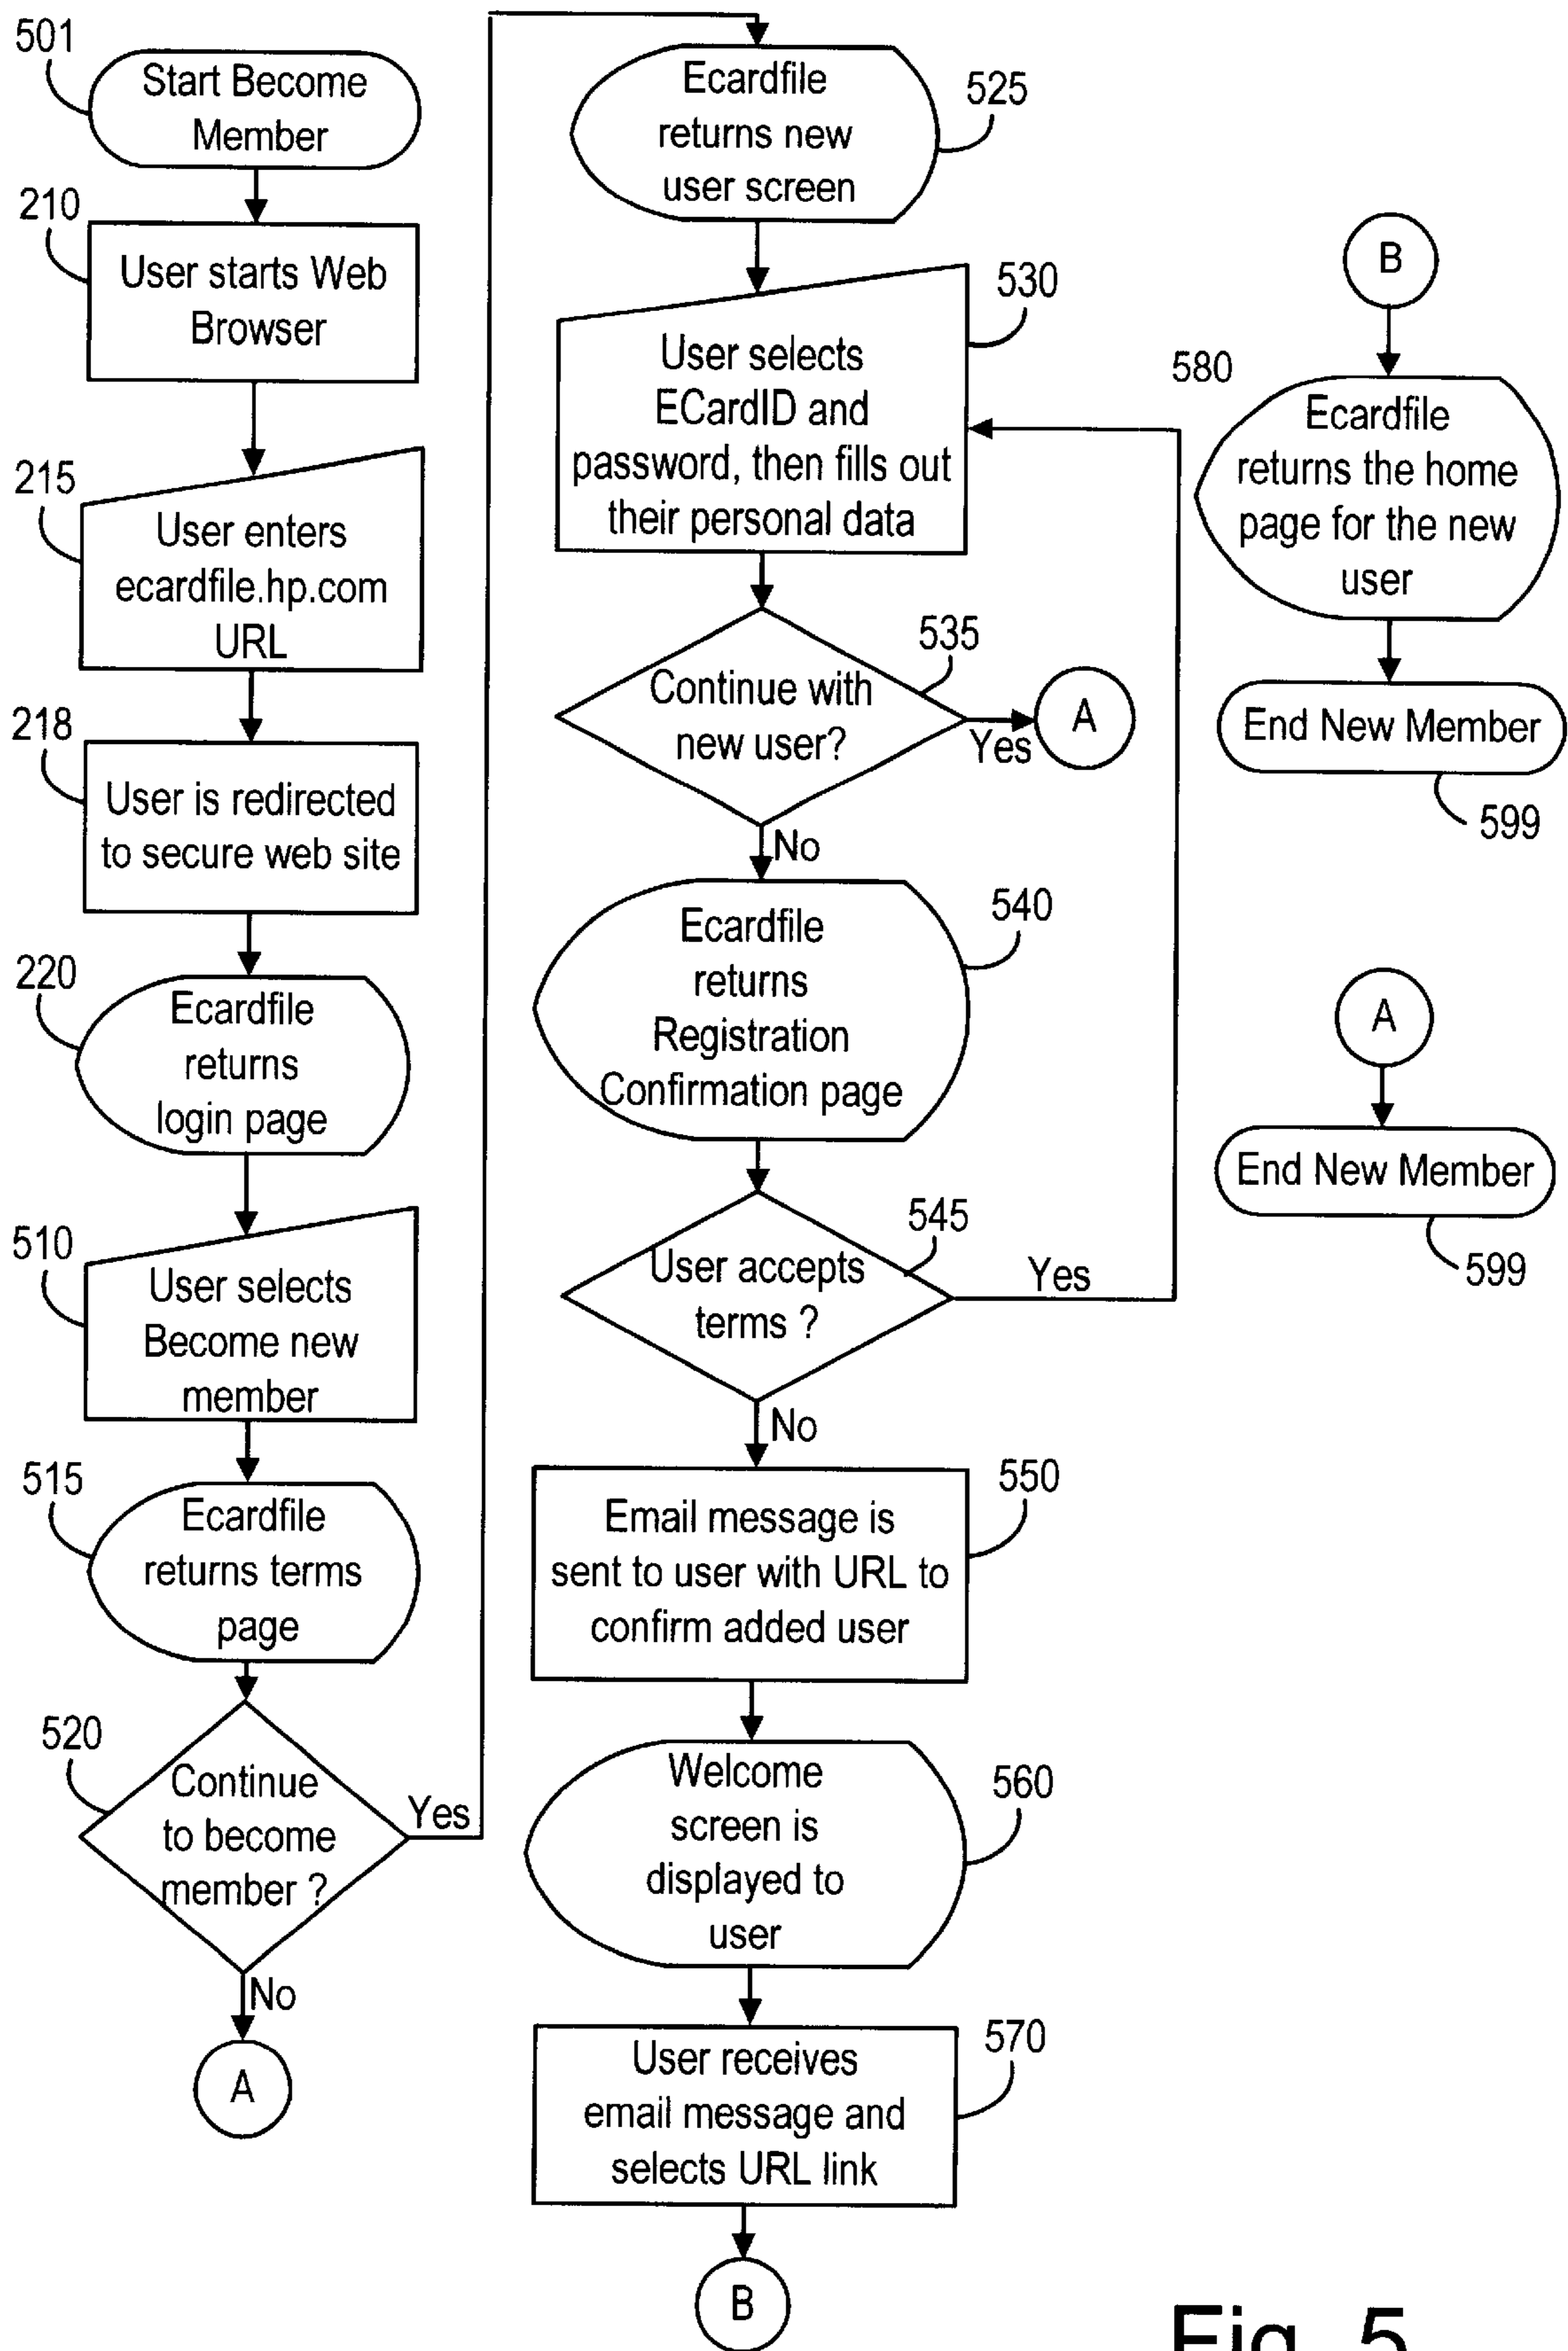 501
Start Become
Member
210
User starts Web
Browser
215
User enters
ecardfile.hp.com
URL
218
User is redirected
to secure web site
220
Ecardfile
returns
login page
510
User selects
Become new
member
515
Ecardfile
returns terms
page
520
Continue
to become
member ?
Yes
No
A
Ecardfile
returns new
user screen
525
530
User selects
ECardID and
password, then fills out
their personal data
535
Continue with
new user?
Yes
A
No
540
Ecardfile
returns
Registration
Confirmation page
545
User accepts
terms ?
Yes
No
550
Email message is
sent to user with URL to
confirm added user
560
Welcome
screen is
displayed to
user
570
User receives
email message and
selects URL link
B
B
580
Ecardfile
returns the home
page for the new
user
End New Member
599
A
End New Member
599
Fig. 5